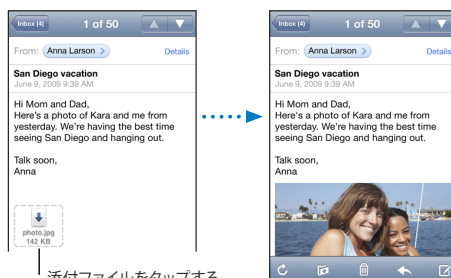 Inbox (4)
1 of 50
From: Anna Larson
Details
San Diego vacation
June 9, 2009 9:39 AM
Hi Mom and Dad,
Here's a photo of Kara and me from
yesterday. We're having the best time
seeing San Diego and hanging out.
Talk soon,
Anna
photo.jpg
142 KB
添付ファイルをタップする
Inbox (4)
1 of 50
From: Anna Larson
Details
San Diego vacation
June 9, 2009 9:39 AM
Hi Mom and Dad,
Here's a photo of Kara and me from
yesterday. We're having the best time
seeing San Diego and hanging out.
Talk soon,
Anna